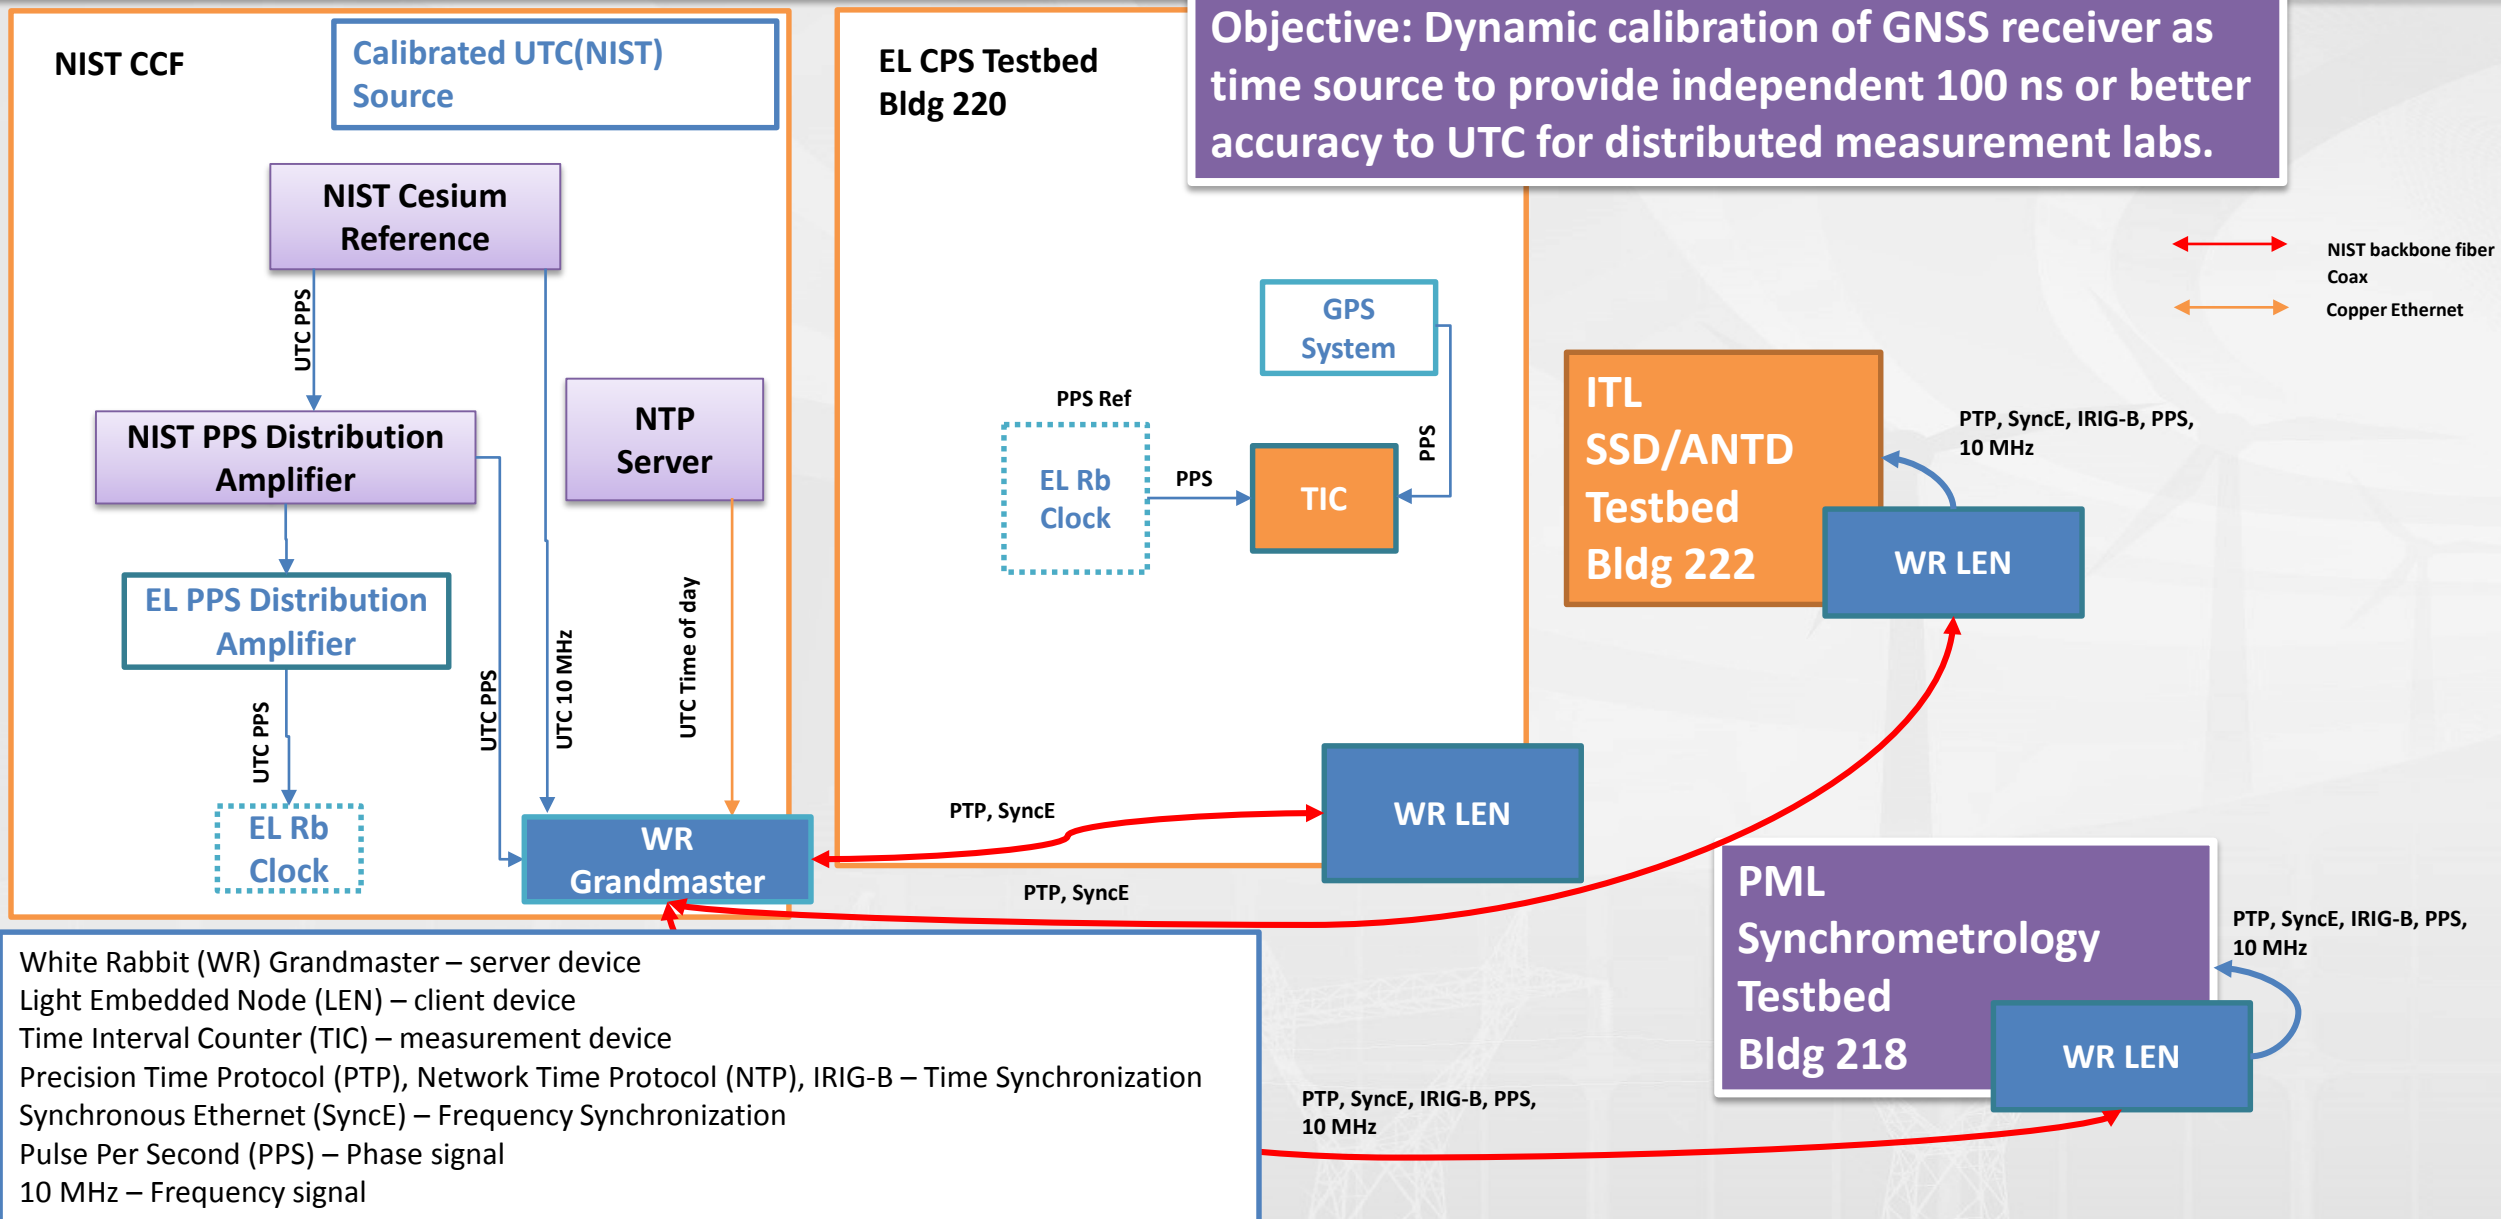 Objective: Dynamic calibration of GNSS receiver as
time source to provide independent 100 ns or better
accuracy to UTC for distributed measurement labs.
NIST CCF
Calibrated UTC(NIST)
Source
NIST Cesium
Reference
UTC PPS
NIST PPS Distribution
Amplifier
NTP
Server
EL PPS Distribution
Amplifier
UTC PPS
UTC PPS
UTC 10 MHz
UTC Time of day
EL Rb
Clock
WR
Grandmaster
EL CPS Testbed
Bldg 220
GPS
System
PPS Ref
EL Rb
Clock
PPS
TIC
PPS
PTP, SyncE
WR LEN
PTP, SyncE
NIST backbone fiber
Coax
Copper Ethernet
ITL
SSD/ANTD
Testbed
Bldg 222
PTP, SyncE, IRIG-B, PPS,
10 MHz
WR LEN
PML
Synchrometrology
Testbed
Bldg 218
PTP, SyncE, IRIG-B, PPS,
10 MHz
WR LEN
PTP, SyncE, IRIG-B, PPS,
10 MHz
White Rabbit (WR) Grandmaster – server device
Light Embedded Node (LEN) – client device
Time Interval Counter (TIC) – measurement device
Precision Time Protocol (PTP), Network Time Protocol (NTP), IRIG-B – Time Synchronization
Synchronous Ethernet (SyncE) – Frequency Synchronization
Pulse Per Second (PPS) – Phase signal
10 MHz – Frequency signal